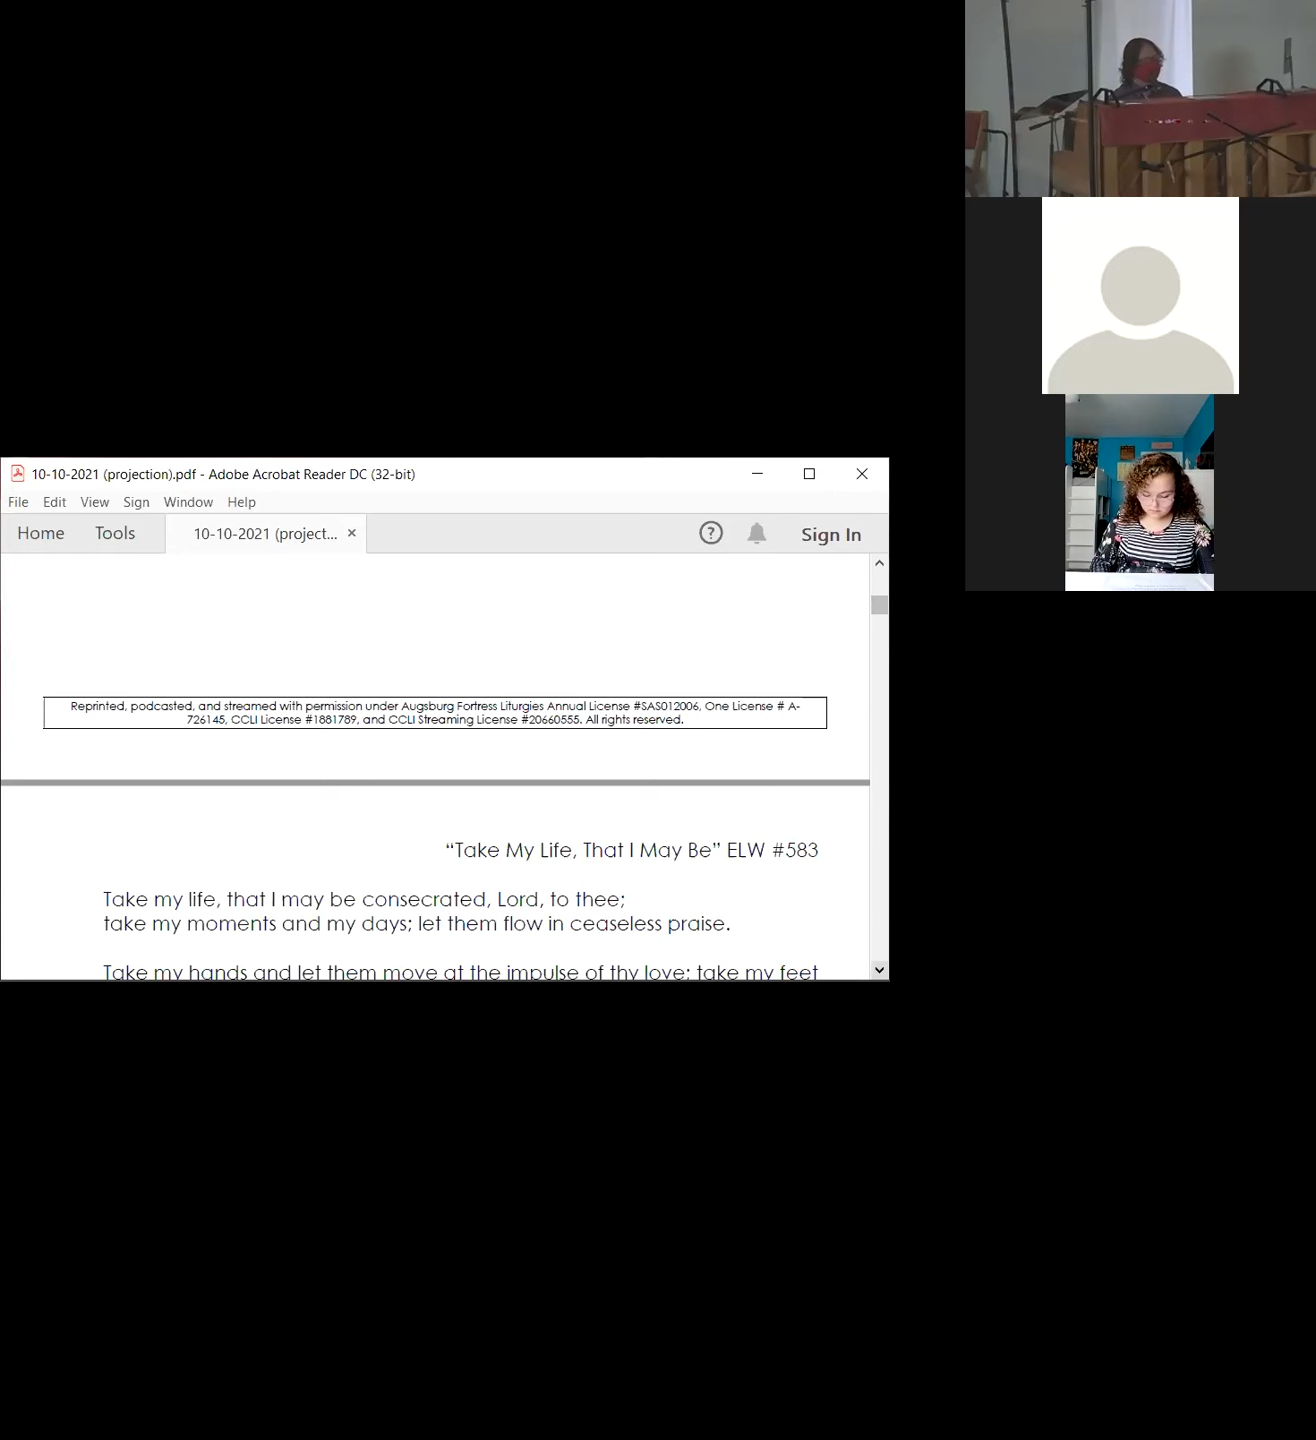 10-10-2021 (projection).pdf - Adobe Acrobat Reader DC (32-bit)
File Edit View Sign Window Help
Home Tools 10-10-2021 (project... × ? Sign In
Reprinted, podcasted, and streamed with permission under Augsburg Fortress Liturgies Annual License #SAS012006, One License # A-
726145, CCLI License #1881789, and CCLI Streaming License #20660555. All rights reserved.
“Take My Life, That I May Be” ELW #583
Take my life, that I may be consecrated, Lord, to thee;
take my moments and my days; let them flow in ceaseless praise.
Take my hands and let them move at the impulse of thy love; take my feet